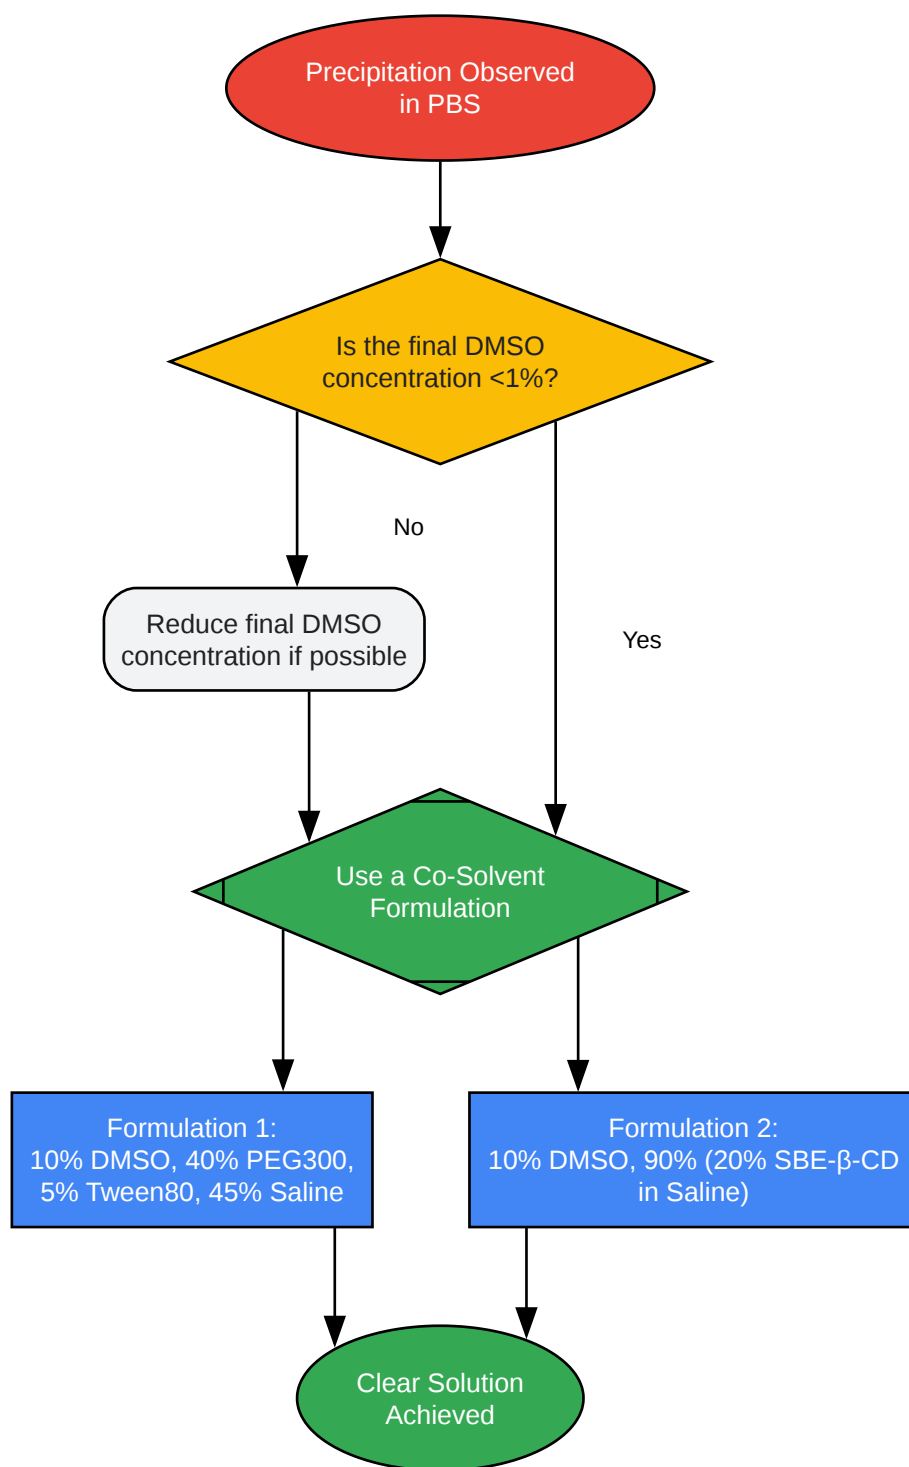 Precipitation Observed
in PBS
Is the final DMSO
concentration <1%?
No
Reduce final DMSO
concentration if possible
Yes
Use a Co-Solvent
Formulation
Formulation 1:
10% DMSO, 40% PEG300,
5% Tween80, 45% Saline
Formulation 2:
10% DMSO, 90% (20% SBE-β-CD
in Saline)
Clear Solution
Achieved